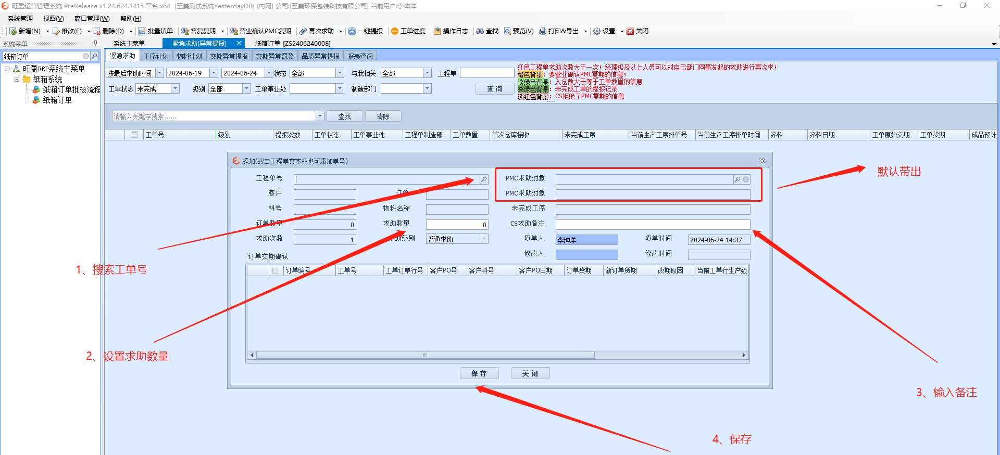 旺盈运营管理系统 PreRelease v1.24.624.1415 平台:x64 [至美测试系统YesterdayDB] [内网] 公司:[至美环保包装科技有限公司] 当前用户:李坤洋
系统管理 视图(V) 窗口管理(W) 帮助(H)
新增(N) 修改(E) 删除(D) 批量填单 答复复期 营业确认PMC复期 再次求助 一键提报 工单进度 操作日志 查找 预览(V) 打印&导出 设置 关闭
系统菜单 系统主菜单 紧急求助(异常提报) 纸箱订单-[ZS2406240008]
纸箱订单
旺盈ERP系统主菜单
纸箱系统
纸箱订单批核流程
纸箱订单
紧急求助 工序计划 物料计划 交期异常提报 交期异常罚款 品质异常提报 报表查询
按最后求助时间 2024-06-19 2024-06-24 状态 全部 与我相关 全部 工程单
工单状态 未完成 级别 全部 工单事业处 制造部门 查 询
红色工程单求助次数大于一次；经理级及以上人员可以对自己部门同事发起的求助进行再次求；
橙色背景：要营业确认PMC复期的信息；
淡绿色背景：入仓数大于等于工单数量的信息
深绿色背景：未完成工单的提报记录
淡红色背景：CS拒绝了PMC复期的信息
请输入关键字搜索...... 查找 清除
工单号 级别 提报次数 工单状态 工单事业处 工程单制造部 工单数量 首次仓库接收 未完成工序 当前生产工序排单号 当前生产工序排单时间 齐料 齐料日期 工单原始交期 工单货期 成品预计
添加(双击工程单文本框也可添加单号)
工程单号 PMC求助对象
客户 订单 PMC求助对象
料号 物料名称 未完成工序
订单数量 0 求助数量 0 CS求助备注
求助次数 1 求助级别 普通求助 填单人 李坤洋 填单时间 2024-06-24 14:37
修改人 修改时间
订单交期确认
订单编号 工单号 工单订单行号 客户PO号 客户料号 客户PO日期 订单货期 新订单货期 改期原因 当前工单行生产数
保 存 关 闭
默认带出
1、搜索工单号
2、设置求助数量
3、输入备注
4、保存